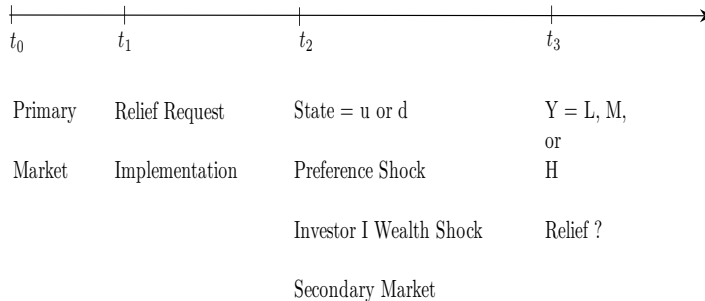 t0 t1 t2 t3
Primary Relief Request State = u or d Y = L, M,
or
Market Implementation Preference Shock H
Investor I Wealth Shock Relief ?
Secondary Market